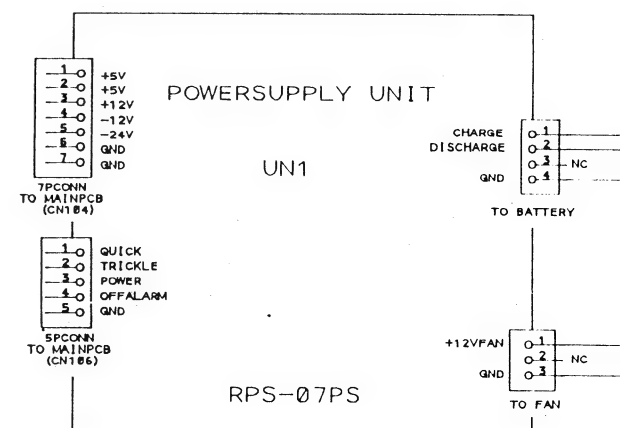 POWERSUPPLY UNIT
UN1
RPS-07PS
1 +5V
2 +5V
3 +12V
4 -12V
5 -24V
6 GND
7 GND
7PCONN
TO MAINPCB
(CN104)
1 QUICK
2 TRICKLE
3 POWER
4 OFFALARM
5 GND
5PCONN
TO MAINPCB
(CN106)
CHARGE 1
DISCHARGE 2
3 NC
GND 4
TO BATTERY
+12VFAN 1
2 NC
GND 3
TO FAN